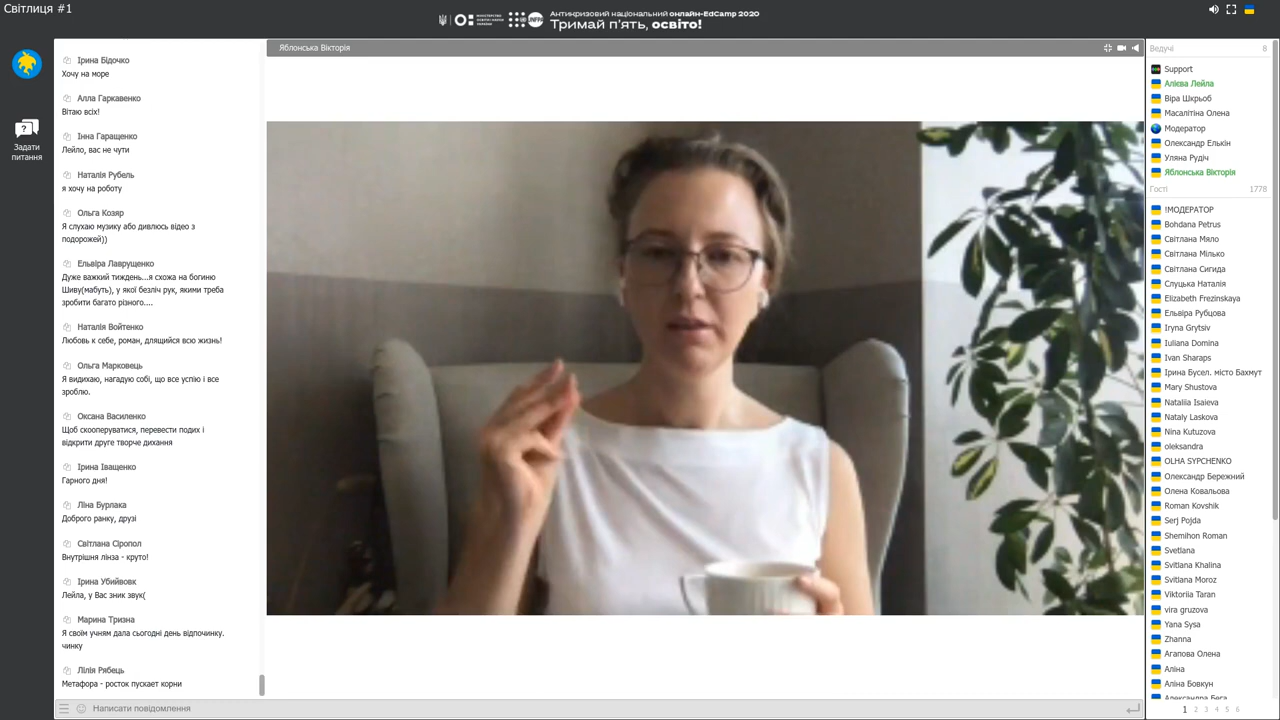 Світлиця #1
МІНІСТЕРСТВО
ОСВІТИ І НАУКИ
УКРАЇНИ
Антикризовий національний онлайн-EdCamp 2020
Тримай п'ять, освіто!
Задати
питання
Ірина Бідочко
Хочу на море
Алла Гаркавенко
Вітаю всіх!
Інна Гаращенко
Лейло, вас не чути
Наталія Рубель
я хочу на роботу
Ольга Козяр
Я слухаю музику або дивлюсь відео з
подорожей))
Ельвіра Лаврущенко
Дуже важкий тиждень...я схожа на богиню
Шиву(мабуть), у якої безліч рук, якими треба
зробити багато різного....
Наталія Войтенко
Любовь к себе, роман, длящийся всю жизнь!
Ольга Марковець
Я видихаю, нагадую собі, що все успію і все
зроблю.
Оксана Василенко
Щоб скооперуватися, перевести подих і
відкрити друге творче дихання
Ірина Іващенко
Гарного дня!
Ліна Бурлака
Доброго ранку, друзі
Світлана Сіропол
Внутрішня лінза - круто!
Ірина Убийвовк
Лейла, у Вас зник звук(
Марина Тризна
Я своїм учням дала сьогодні день відпочинку.
чинку
Лілія Рябець
Метафора - росток пускает корни
Написати повідомлення
Яблонська Вікторія
Ведучі 8
Support
Алієва Лейла
Віра Шкрьоб
Масалітіна Олена
Модератор
Олександр Елькін
Уляна Рудіч
Яблонська Вікторія
Гості 1778
!МОДЕРАТОР
Bohdana Petrus
Світлана Мяло
Світлана Мілько
Світлана Сигида
Слуцька Наталія
Elizabeth Frezinskaya
Ельвіра Рубцова
Iryna Grytsiv
Iuliana Domina
Ivan Sharaps
Ірина Бусел. місто Бахмут
Mary Shustova
Nataliia Isaieva
Nataly Laskova
Nina Kutuzova
oleksandra
OLHA SYPCHENKO
Олександр Бережний
Олена Ковальова
Roman Kovshik
Serj Pojda
Shemihon Roman
Svetlana
Svitlana Khalina
Svitlana Moroz
Viktoriia Taran
vira gruzova
Yana Sysa
Zhanna
Агапова Олена
Аліна
Аліна Бовкун
Александра Бега
1 2 3 4 5 6